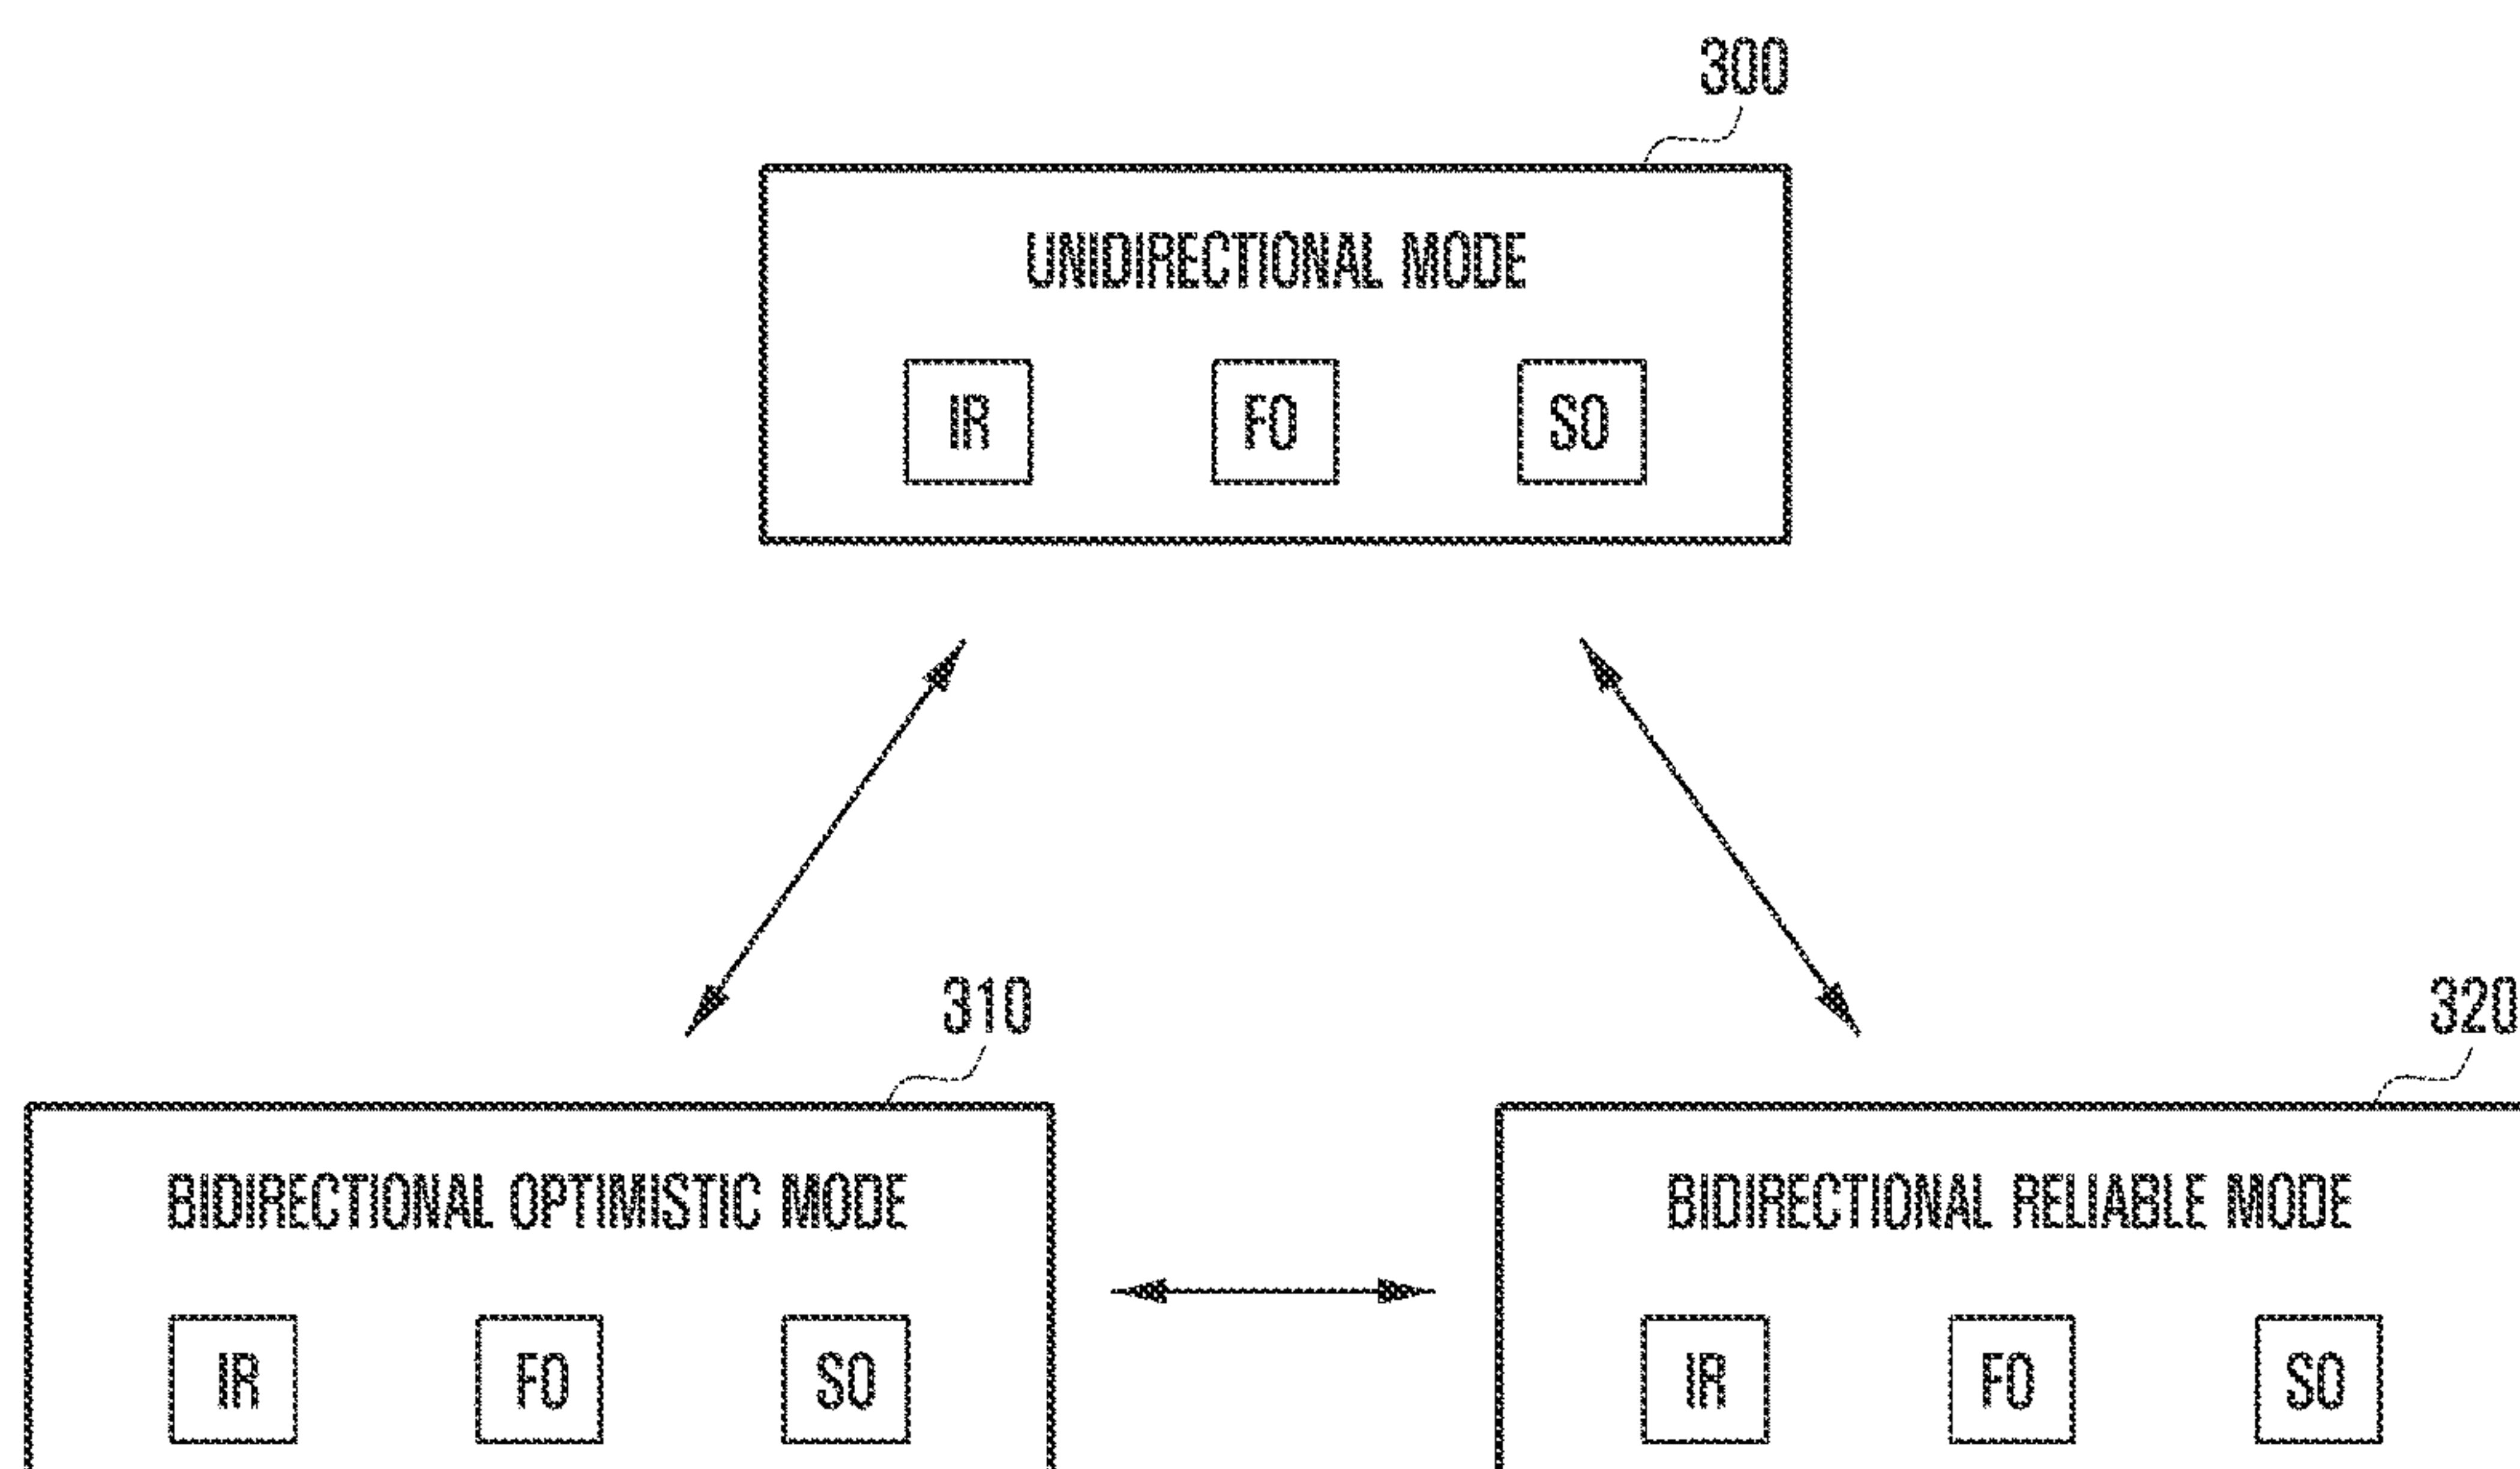 300
UNIDIRECTIONAL MODE
IR FO SO
310
320
BIDIRECTIONAL OPTIMISTIC MODE
BIDIRECTIONAL RELIABLE MODE
IR FO SO
IR FO SO